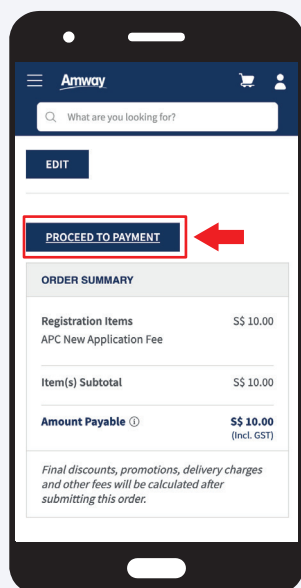 Amway
What are you looking for?
EDIT
PROCEED TO PAYMENT
ORDER SUMMARY
Registration Items S$ 10.00
APC New Application Fee
Item(s) Subtotal S$ 10.00
Amount Payable ⓘ S$ 10.00
(Incl. GST)
Final discounts, promotions, delivery charges
and other fees will be calculated after
submitting this order.